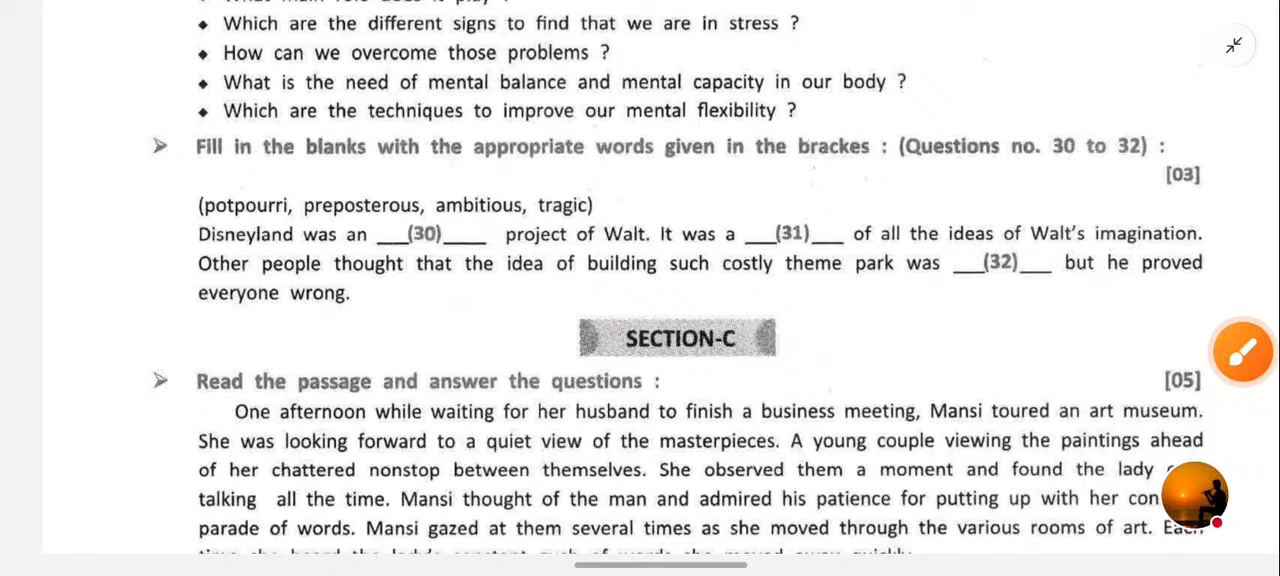 ◆ Which are the different signs to find that we are in stress ?
◆ How can we overcome those problems ?
◆ What is the need of mental balance and mental capacity in our body ?
◆ Which are the techniques to improve our mental flexibility ?
➢ Fill in the blanks with the appropriate words given in the brackes : (Questions no. 30 to 32) :
[03]
(potpourri, preposterous, ambitious, tragic)
Disneyland was an ___(30)____ project of Walt. It was a ___(31)___ of all the ideas of Walt's imagination.
Other people thought that the idea of building such costly theme park was ___(32)___ but he proved
everyone wrong.
SECTION-C
➢ Read the passage and answer the questions : [05]
One afternoon while waiting for her husband to finish a business meeting, Mansi toured an art museum.
She was looking forward to a quiet view of the masterpieces. A young couple viewing the paintings ahead
of her chattered nonstop between themselves. She observed them a moment and found the lady
talking all the time. Mansi thought of the man and admired his patience for putting up with her
parade of words. Mansi gazed at them several times as she moved through the various rooms of art. Each